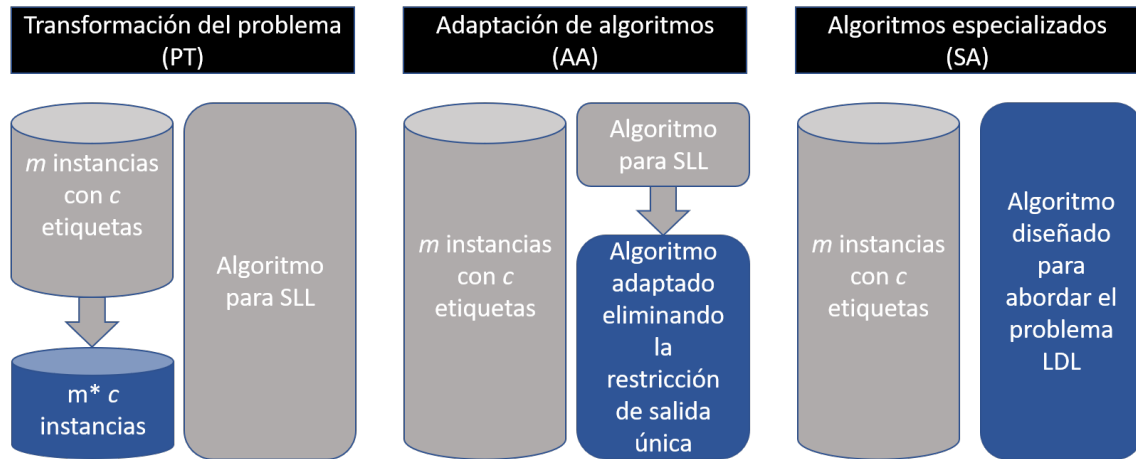 Transformación del problema
(PT)
m instancias
con c
etiquetas
m* c
instancias
Algoritmo
para SLL
Adaptación de algoritmos
(AA)
m instancias
con c
etiquetas
Algoritmo
para SLL
Algoritmo
adaptado
eliminando
la
restricción
de salida
única
Algoritmos especializados
(SA)
m instancias
con c
etiquetas
Algoritmo
diseñado
para
abordar el
problema
LDL